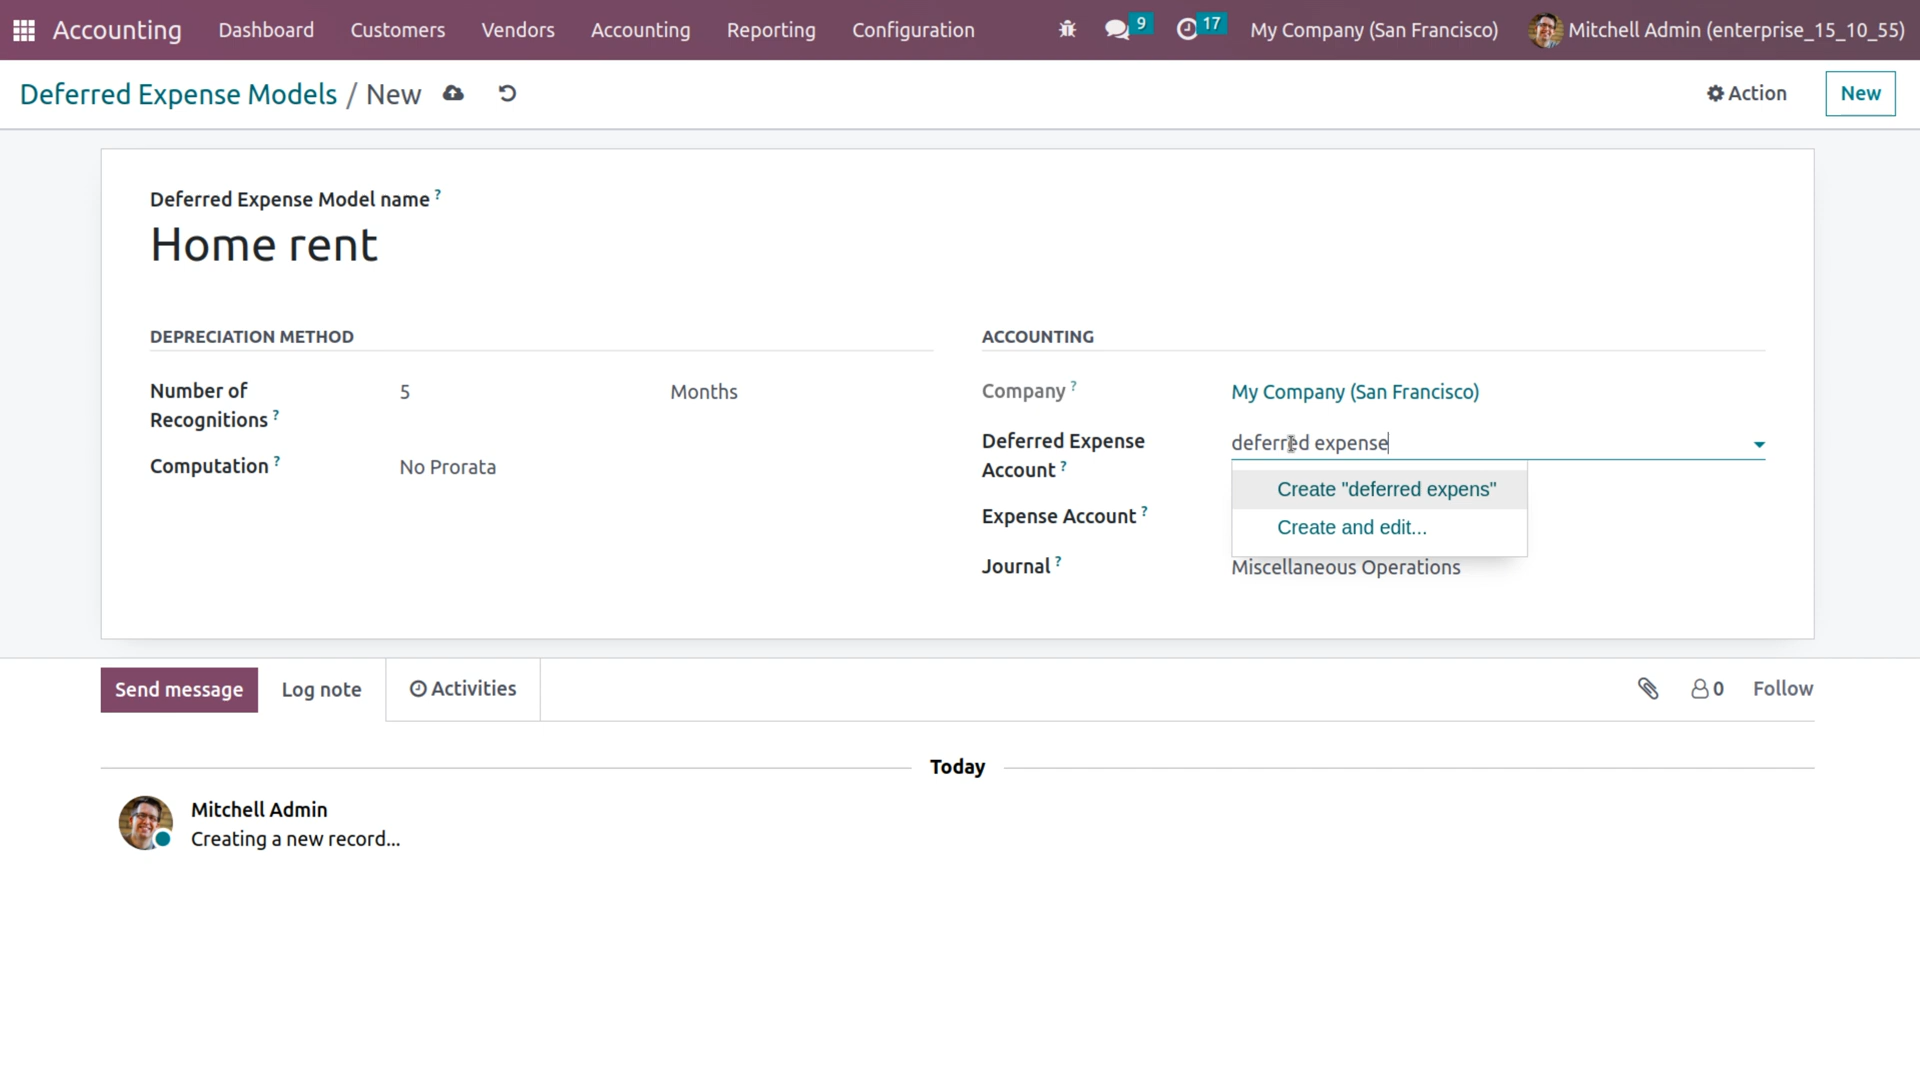 Accounting Dashboard Customers Vendors Accounting Reporting Configuration 9 17 My Company (San Francisco) Mitchell Admin (enterprise_15_10_55)
Deferred Expense Models / New Action New
Deferred Expense Model name ?
Home rent
DEPRECIATION METHOD
Number of Recognitions ? 5 Months
Computation ? No Prorata
ACCOUNTING
Company ? My Company (San Francisco)
Deferred Expense Account ? deferred expense
Create "deferred expens"
Create and edit...
Expense Account ?
Journal ? Miscellaneous Operations
Send message Log note Activities 0 Follow
Today
Mitchell Admin
Creating a new record...